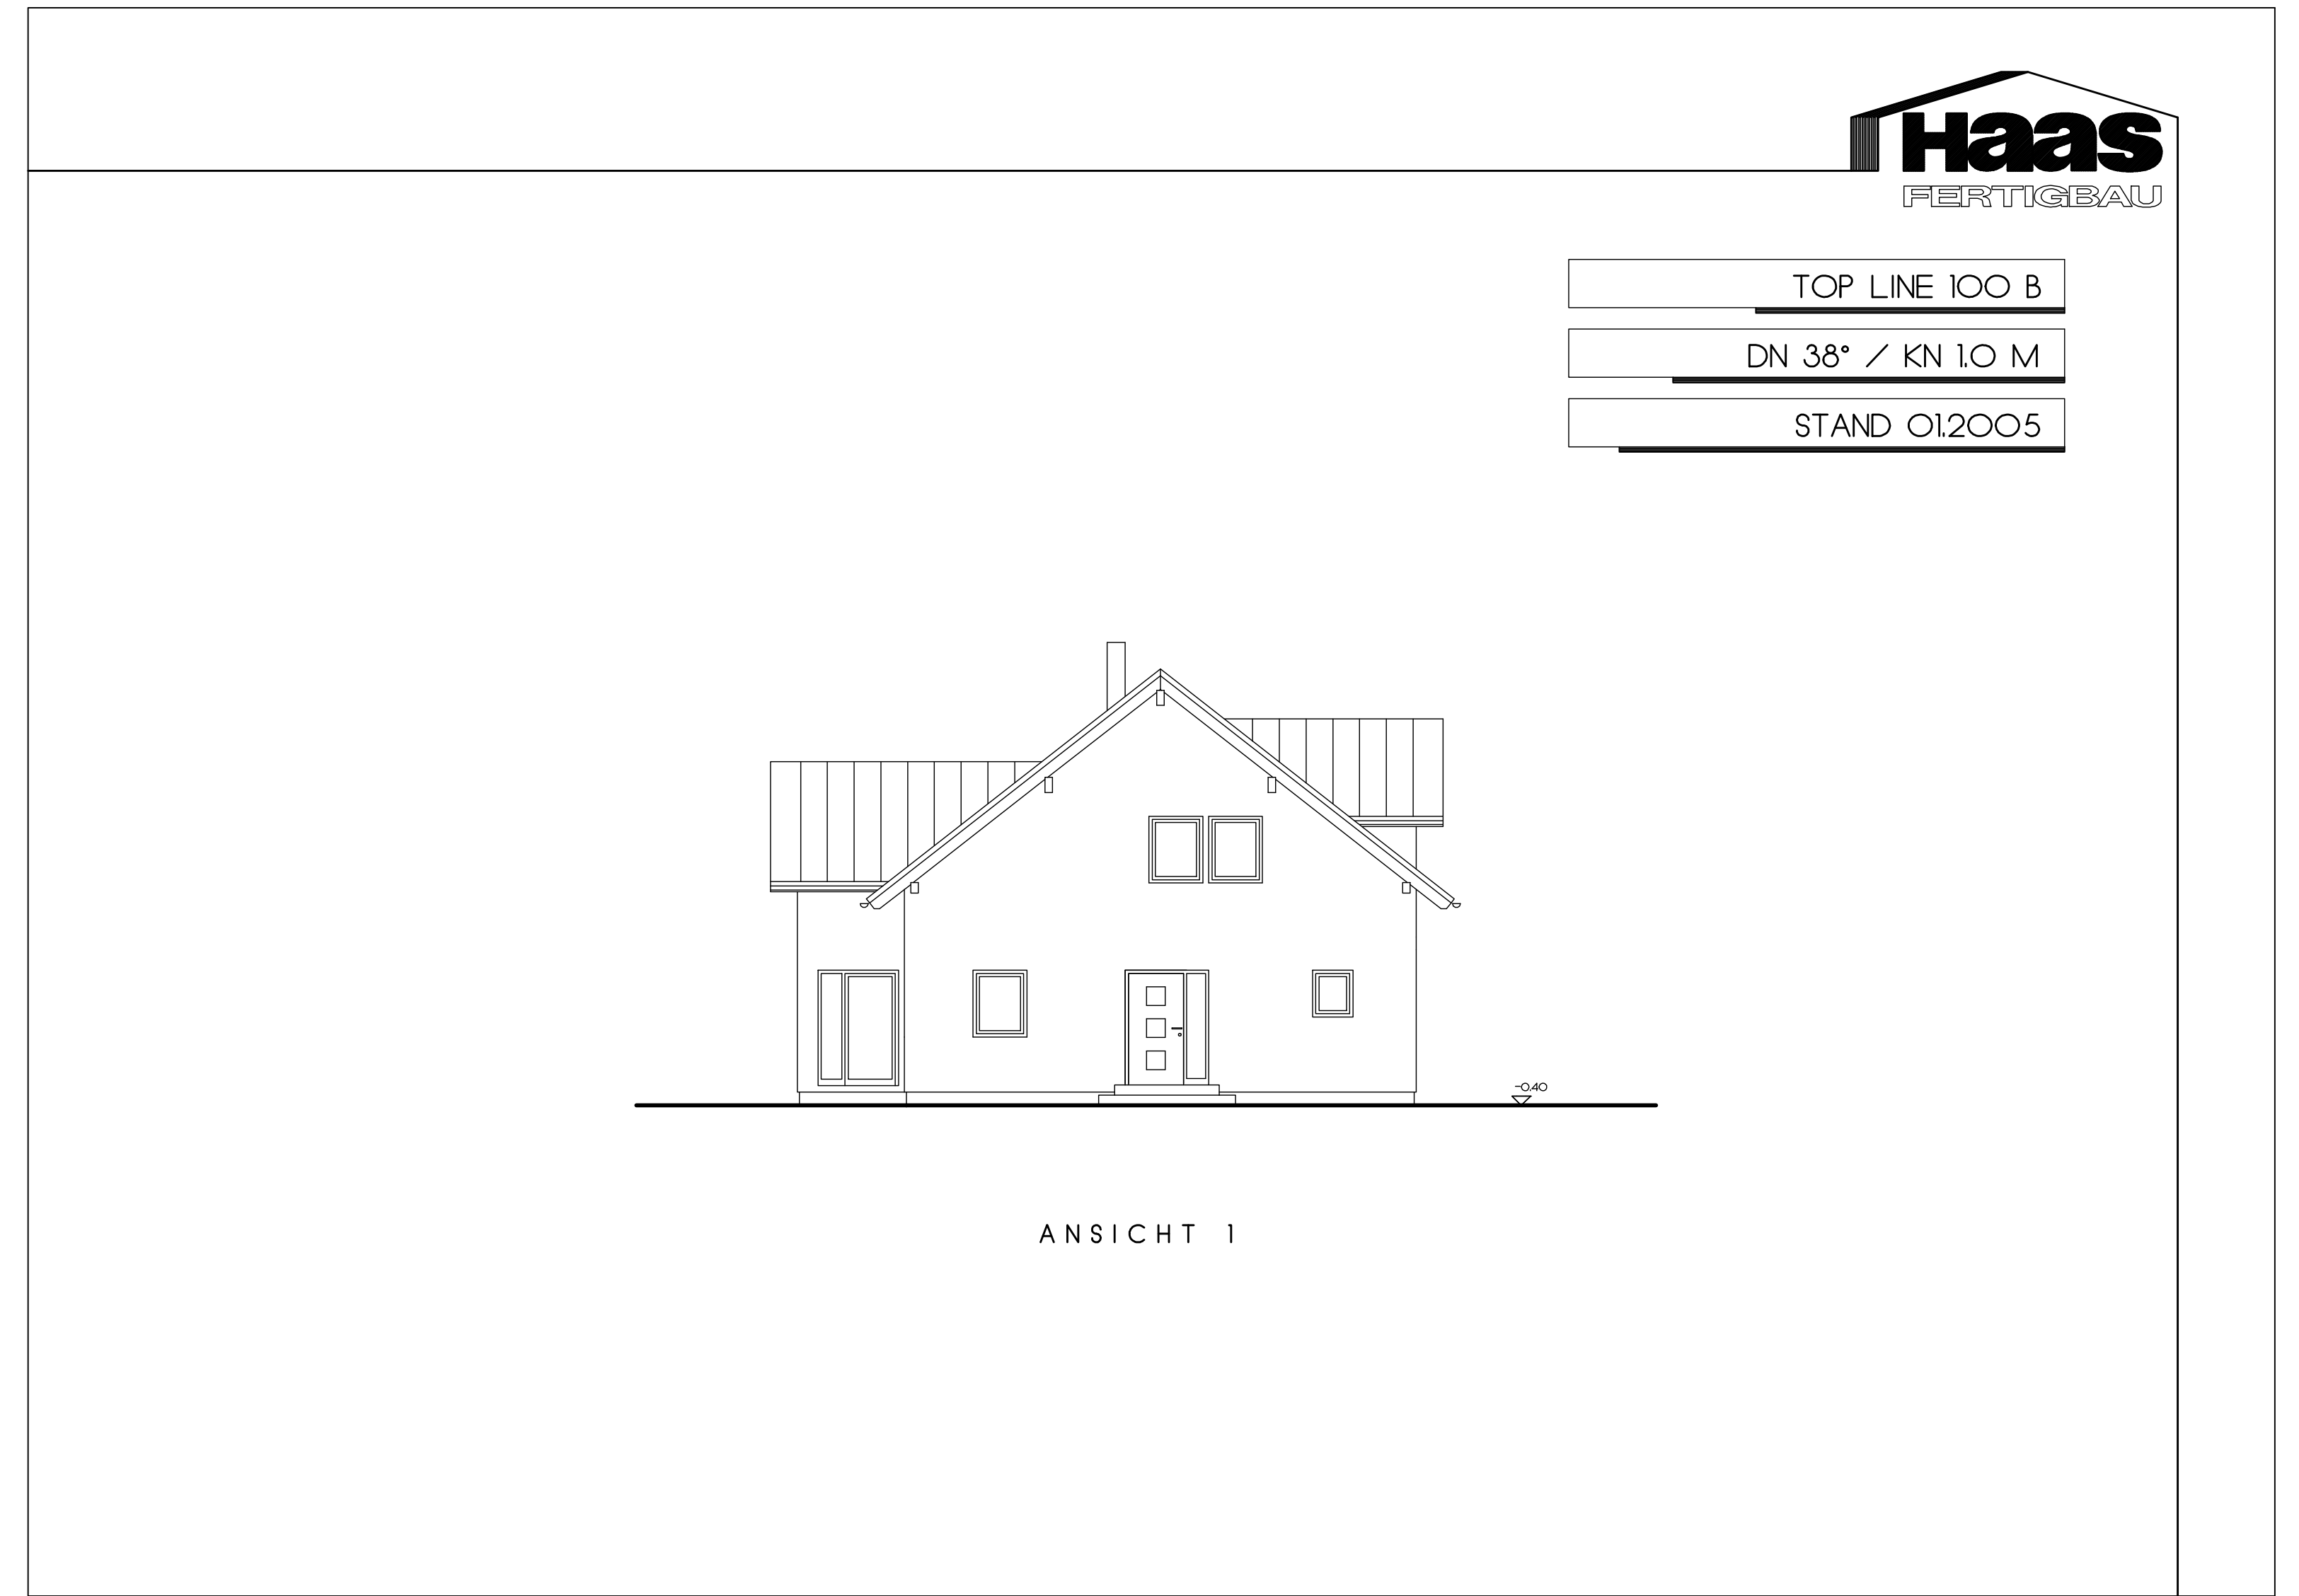 Haas
FERTIGBAU
TOP LINE 100 B
DN 38° / KN 1.0 M
STAND 01.2005
-0.40
ANSICHT 1